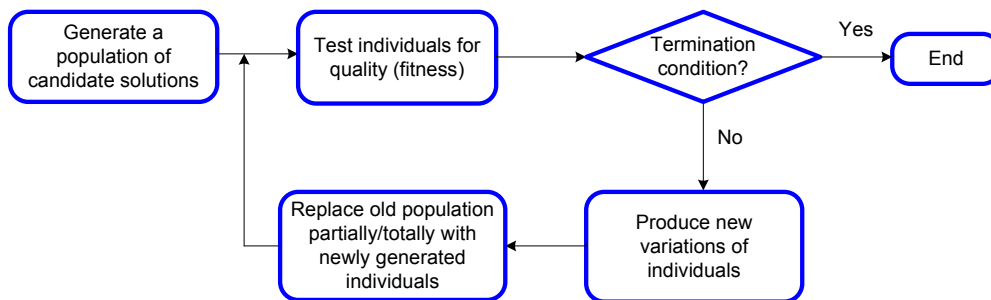 Generate a
population of
candidate solutions
Test individuals for
quality (fitness)
Termination
condition?
Yes
End
No
Replace old population
partially/totally with
newly generated
individuals
Produce new
variations of
individuals